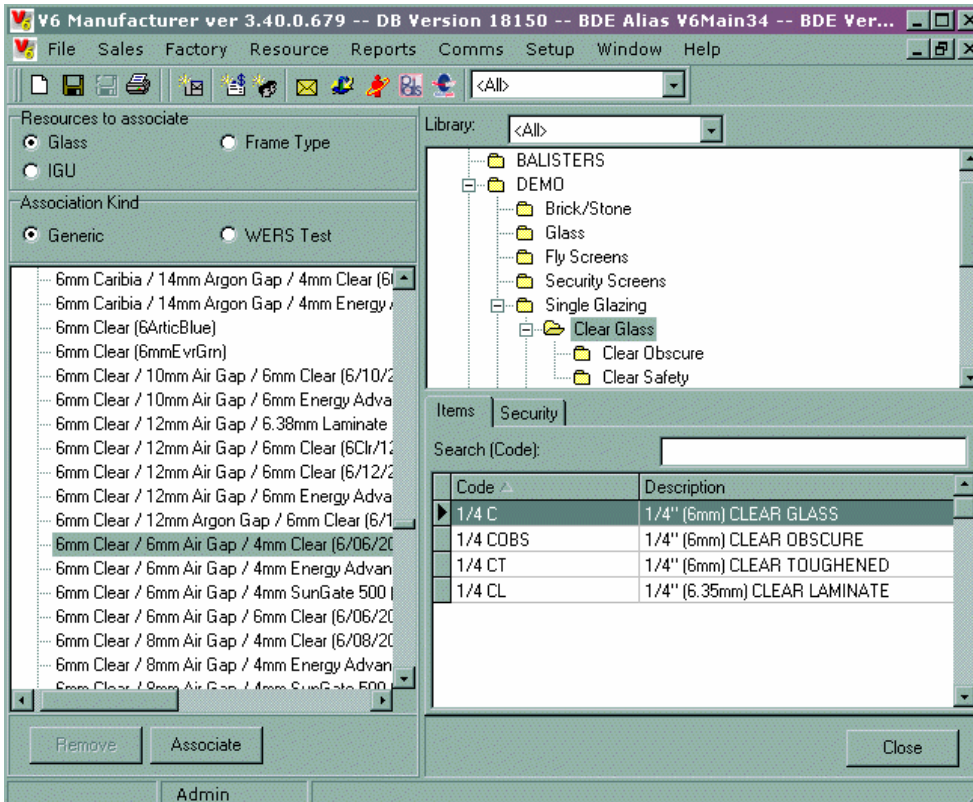 V6 Manufacturer ver 3.40.0.679 -- DB Version 18150 -- BDE Alias V6Main34 -- BDE Ver...
File Sales Factory Resource Reports Comms Setup Window Help
<All>
Resources to associate
Glass
Frame Type
IGU
Association Kind
Generic
WERS Test
6mm Caribia / 14mm Argon Gap / 4mm Clear (6
6mm Caribia / 14mm Argon Gap / 4mm Energy
6mm Clear (6ArticBlue)
6mm Clear (6mmEvrGrn)
6mm Clear / 10mm Air Gap / 6mm Clear (6/10/2
6mm Clear / 10mm Air Gap / 6mm Energy Adva
6mm Clear / 12mm Air Gap / 6.38mm Laminate
6mm Clear / 12mm Air Gap / 6mm Clear (6Clr/12
6mm Clear / 12mm Air Gap / 6mm Clear (6/12/2
6mm Clear / 12mm Air Gap / 6mm Energy Adva
6mm Clear / 12mm Argon Gap / 6mm Clear (6/1
6mm Clear / 6mm Air Gap / 4mm Clear (6/06/20
6mm Clear / 6mm Air Gap / 4mm Energy Advan
6mm Clear / 6mm Air Gap / 4mm SunGate 500 (
6mm Clear / 6mm Air Gap / 6mm Clear (6/06/20
6mm Clear / 8mm Air Gap / 4mm Clear (6/08/20
6mm Clear / 8mm Air Gap / 4mm Energy Advan
6mm Clear / 8mm Air Gap / 4mm SunGate 500
Remove
Associate
Admin
Library:
<All>
BALISTERS
DEMO
Brick/Stone
Glass
Fly Screens
Security Screens
Single Glazing
Clear Glass
Clear Obscure
Clear Safety
Items
Security
Search (Code):
Code Description
1/4 C 1/4" (6mm) CLEAR GLASS
1/4 COBS 1/4" (6mm) CLEAR OBSCURE
1/4 CT 1/4" (6mm) CLEAR TOUGHENED
1/4 CL 1/4" (6.35mm) CLEAR LAMINATE
Close